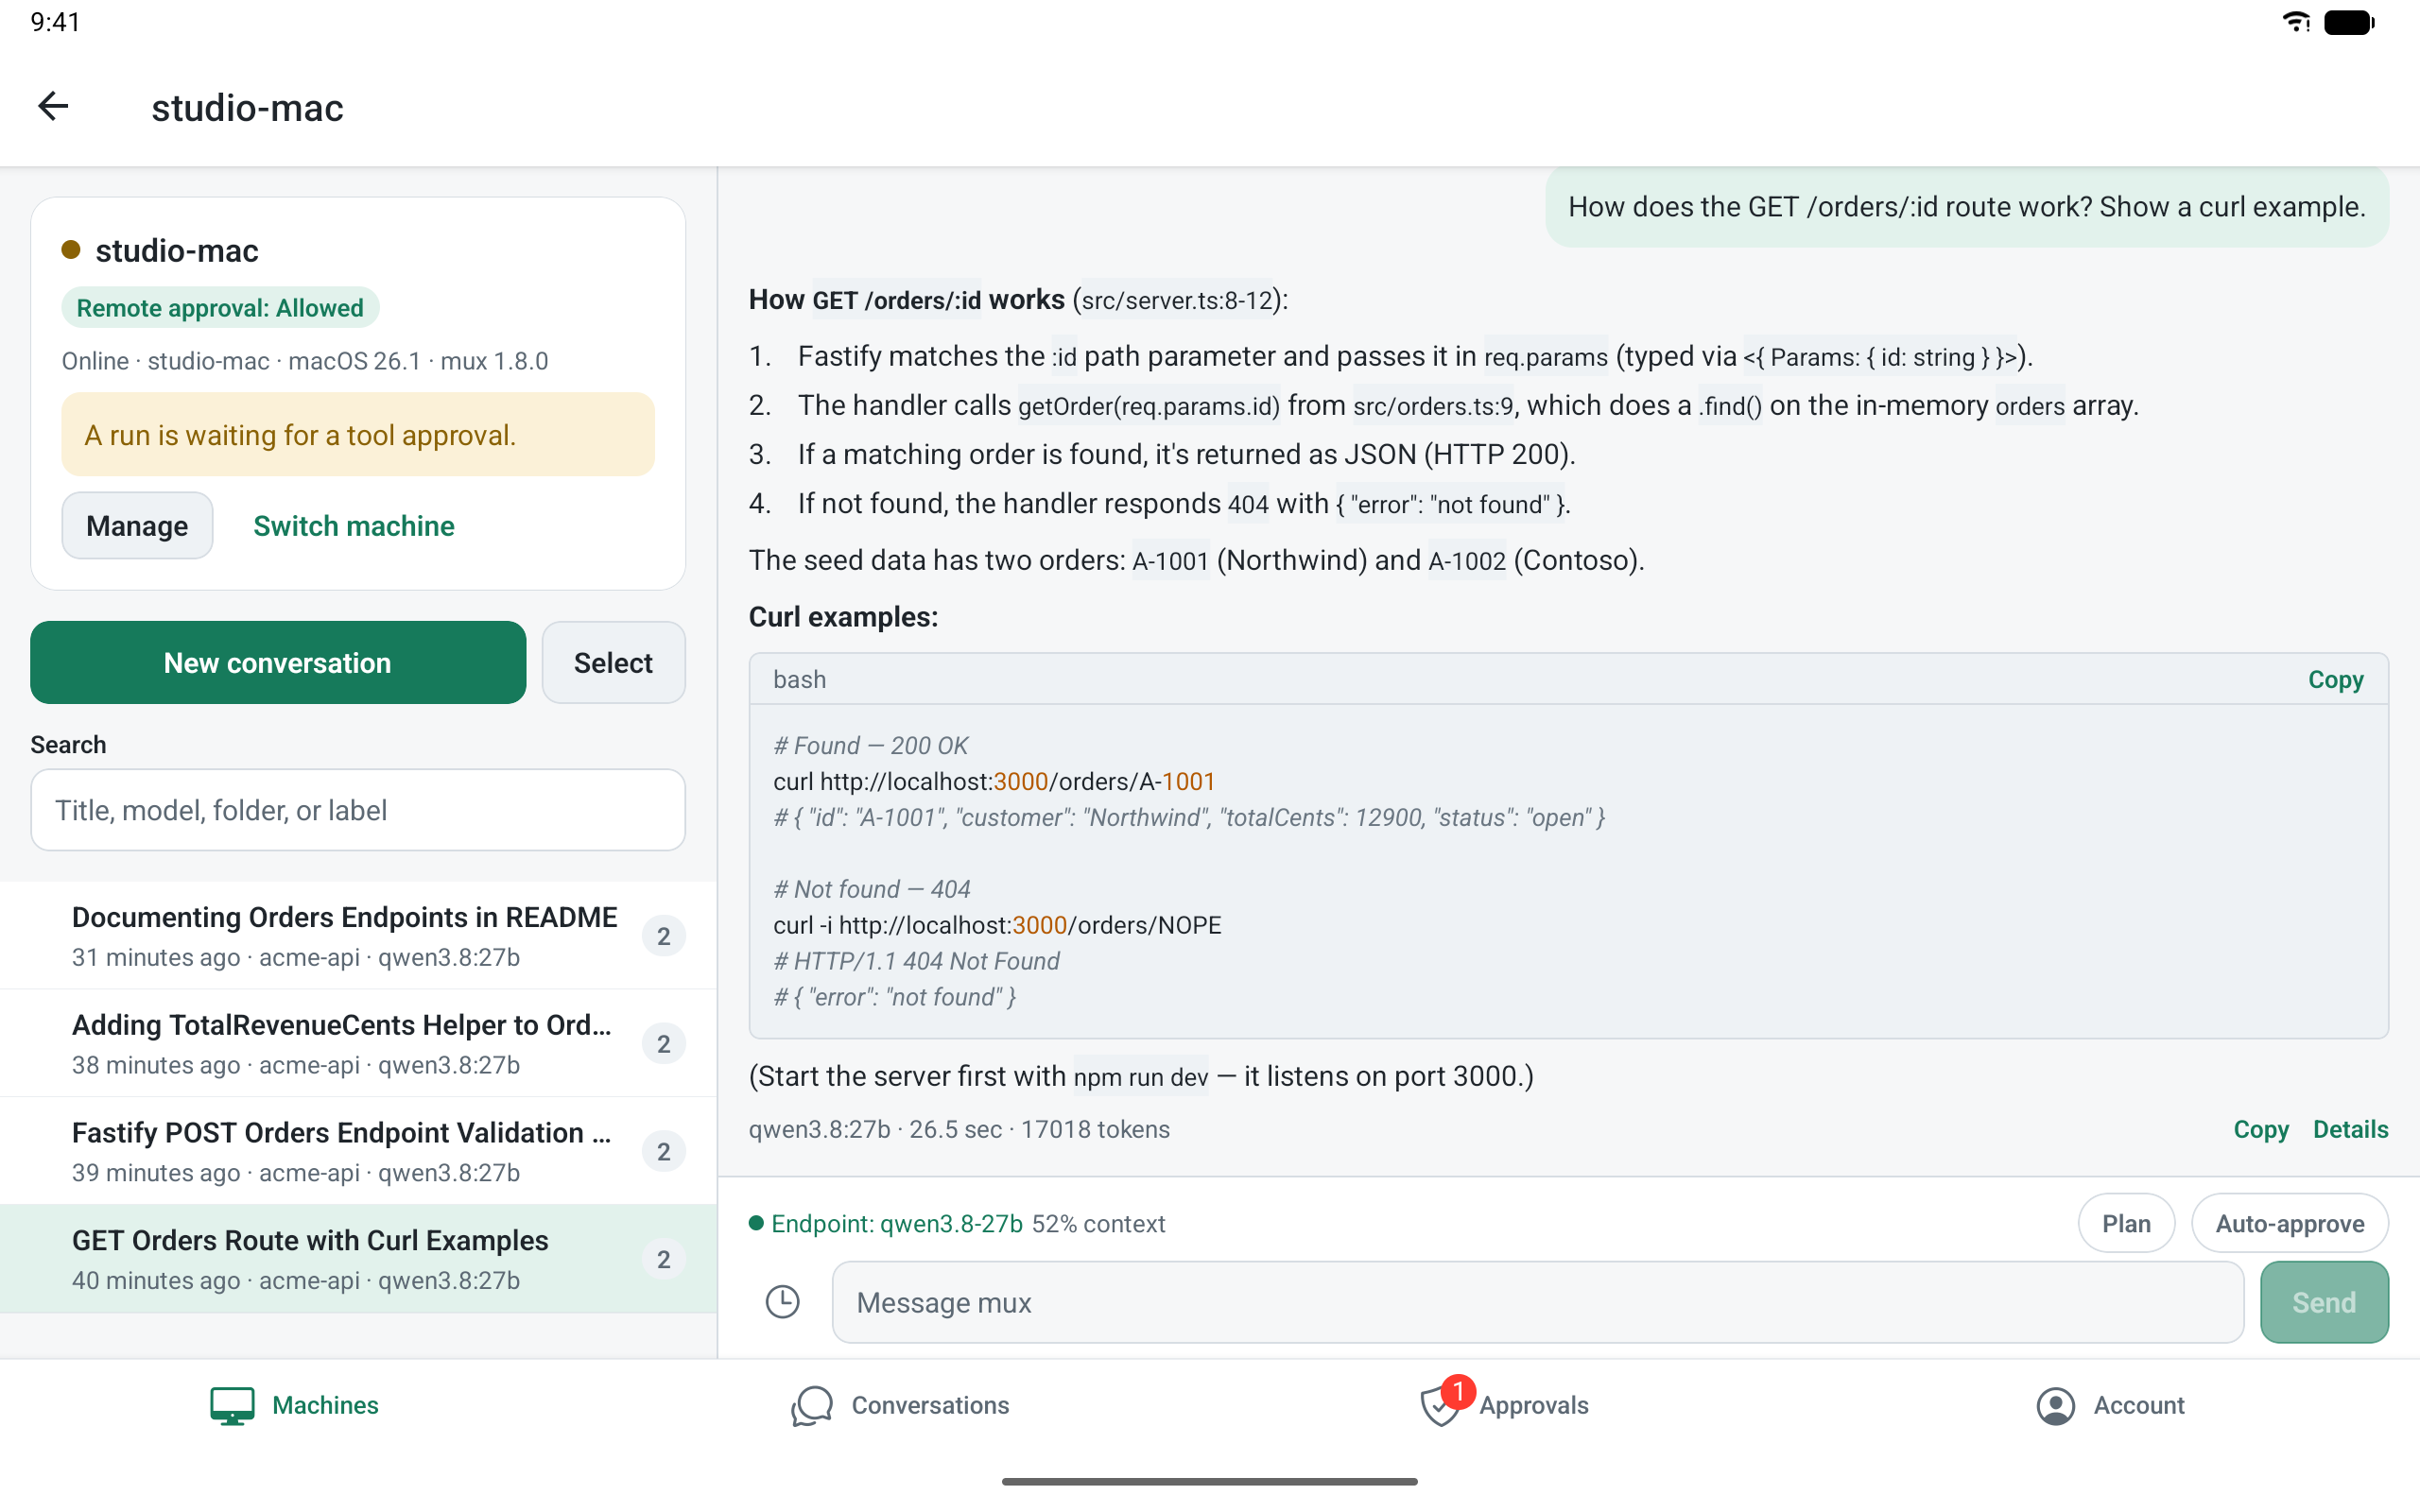 9:41
studio-mac
studio-mac
Remote approval: Allowed
Online · studio-mac · macOS 26.1 · mux 1.8.0
A run is waiting for a tool approval.
Manage
Switch machine
New conversation
Select
Search
Title, model, folder, or label
Documenting Orders Endpoints in README
2
31 minutes ago · acme-api · qwen3.8:27b
Adding TotalRevenueCents Helper to Ord...
2
38 minutes ago · acme-api · qwen3.8:27b
Fastify POST Orders Endpoint Validation ...
2
39 minutes ago · acme-api · qwen3.8:27b
GET Orders Route with Curl Examples
2
40 minutes ago · acme-api · qwen3.8:27b
How does the GET /orders/:id route work? Show a curl example.
How GET /orders/:id works (src/server.ts:8-12):
1. Fastify matches the :id path parameter and passes it in req.params (typed via <{ Params: { id: string } }>).
2. The handler calls getOrder(req.params.id) from src/orders.ts:9, which does a .find() on the in-memory orders array.
3. If a matching order is found, it's returned as JSON (HTTP 200).
4. If not found, the handler responds 404 with { "error": "not found" }.
The seed data has two orders: A-1001 (Northwind) and A-1002 (Contoso).
Curl examples:
bash
Copy
# Found — 200 OK
curl http://localhost:3000/orders/A-1001
# { "id": "A-1001", "customer": "Northwind", "totalCents": 12900, "status": "open" }
# Not found — 404
curl -i http://localhost:3000/orders/NOPE
# HTTP/1.1 404 Not Found
# { "error": "not found" }
(Start the server first with npm run dev — it listens on port 3000.)
qwen3.8:27b · 26.5 sec · 17018 tokens
Copy
Details
Endpoint: qwen3.8-27b 52% context
Plan
Auto-approve
Message mux
Send
Machines
Conversations
1
Approvals
Account